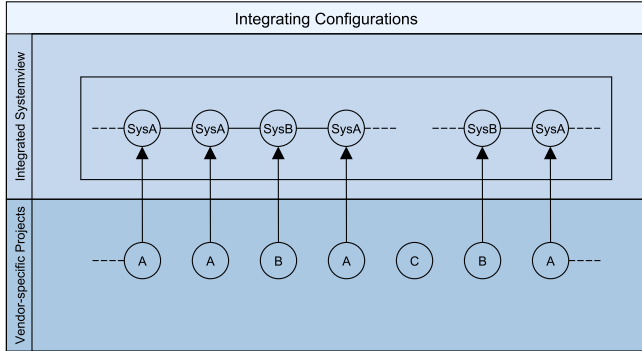 Integrating Configurations
Integrated Systemview
SysA SysA SysB SysA SysB SysA
Vendor-specific Projects
A A B A C B A